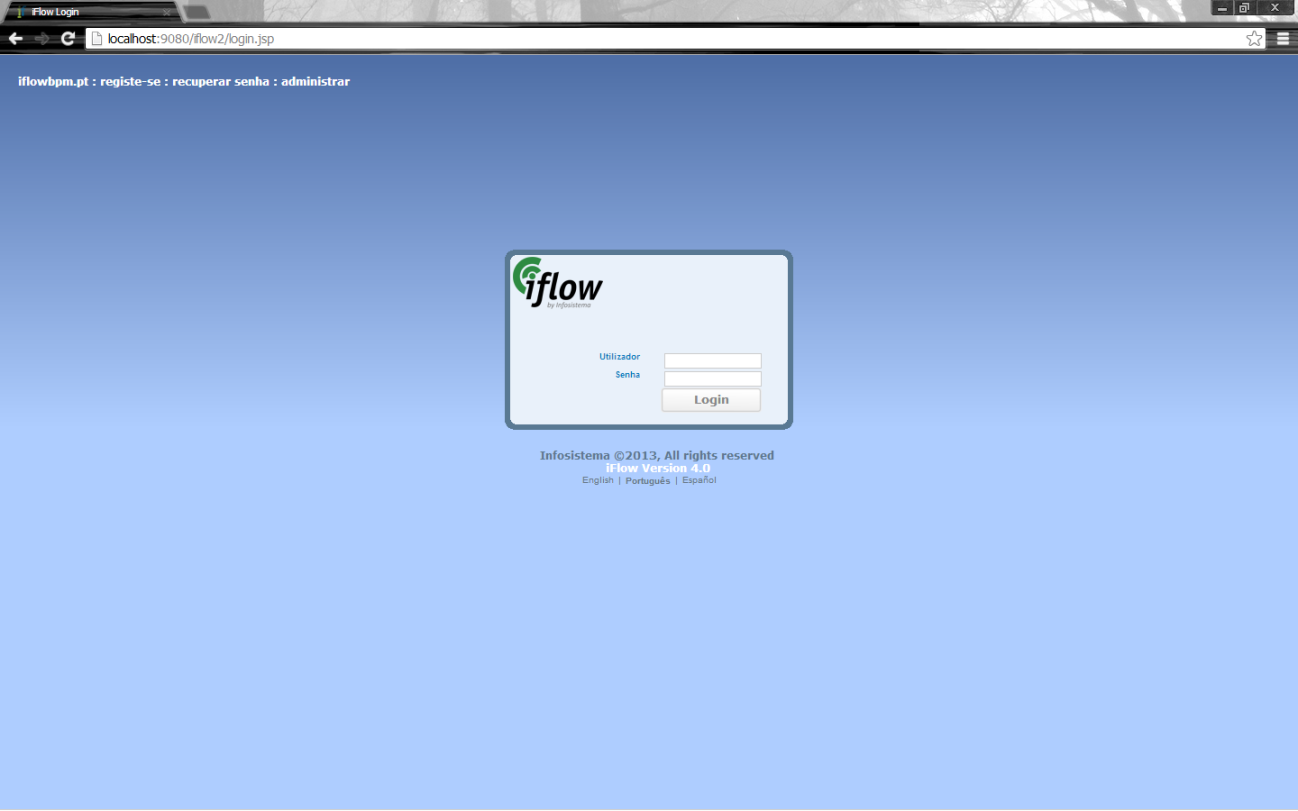 iFlow Login
localhost:9080/iflow2/login.jsp
iflowbpm.pt : registe-se : recuperar senha : administrar
iflow
by Infosistema
Utilizador
Senha
Login
Infosistema ©2013, All rights reserved
iFlow Version 4.0
English | Português | Español